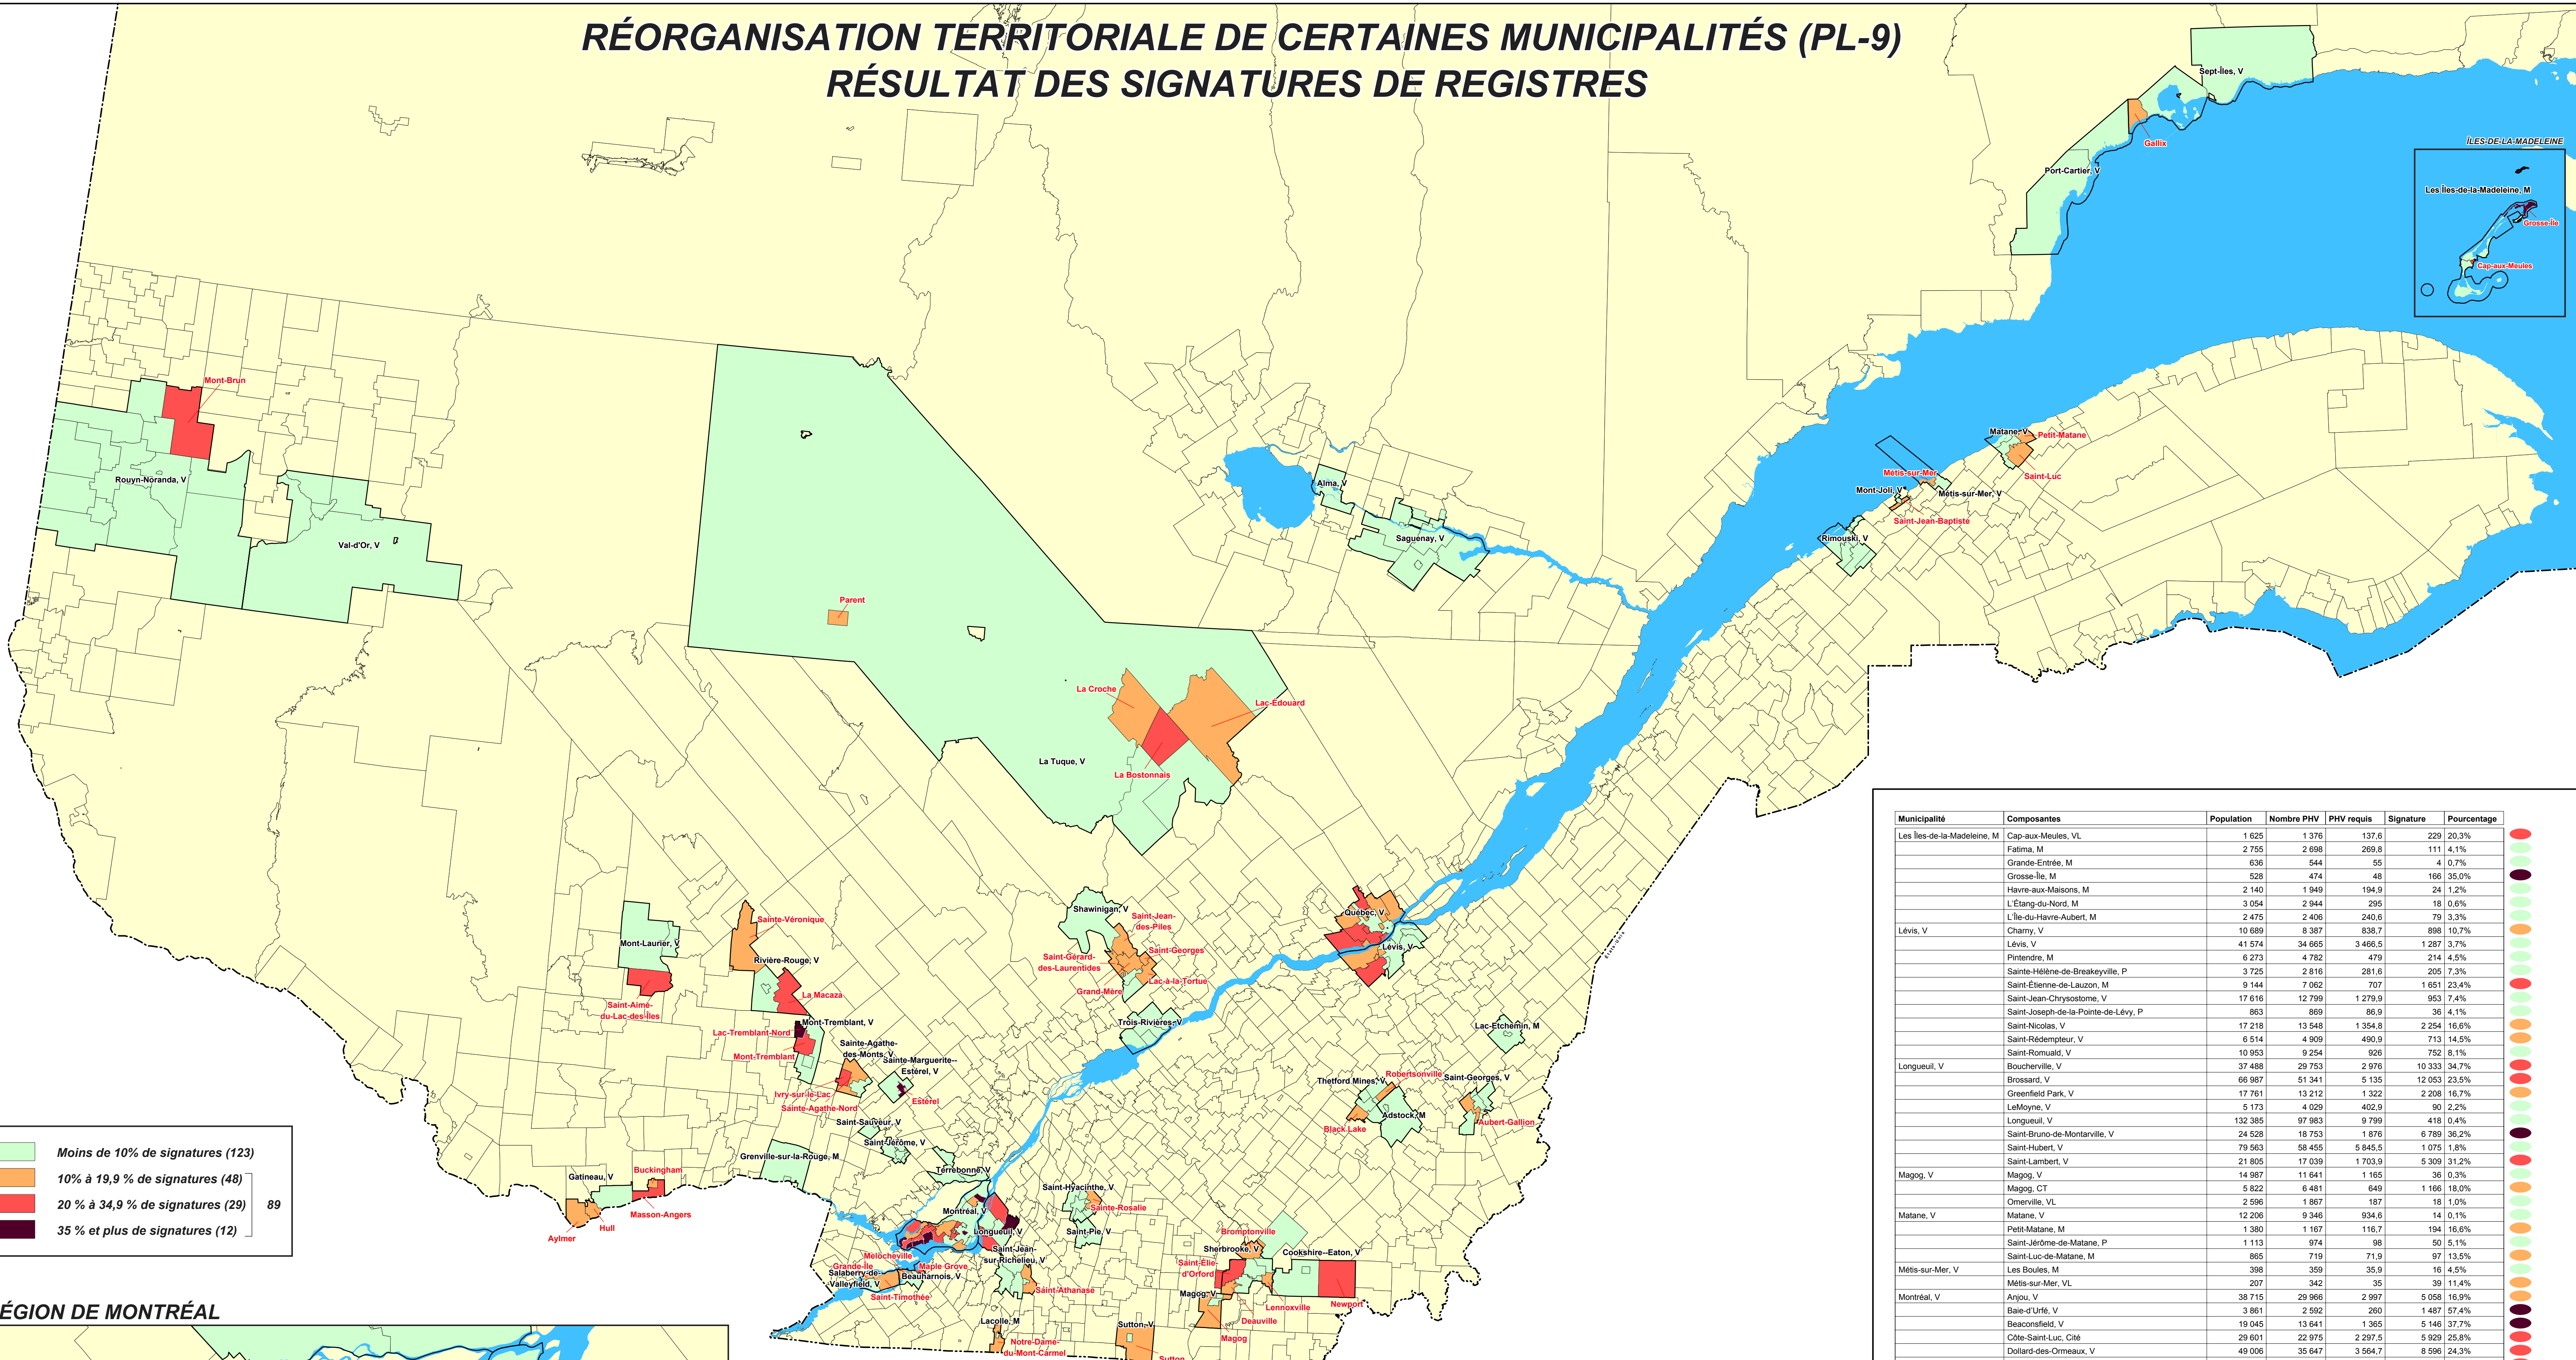 RÉORGANISATION TERRITORIALE DE CERTAINES MUNICIPALITÉS (PL-9)
RÉSULTAT DES SIGNATURES DE REGISTRES
Sept-Îles, V
Gallix
Port-Cartier, V
ÎLES-DE-LA-MADELEINE
Les Îles-de-la-Madeleine, M
Grosse-Île
Cap-aux-Meules
Mont-Brun
Rouyn-Noranda, V
Val-d'Or, V
Alma, V
Saguenay, V
Matane, V
Petit-Matane
Saint-Luc
Métis-sur-Mer
Mont-Joli, V
Métis-sur-Mer, V
Saint-Jean-Baptiste
Rimouski, V
Parent
La Croche
Lac-Édouard
La Tuque, V
La Bostonnais
Mont-Laurier, V
Saint-Aimé-
du-Lac-des-Îles
Sainte-Véronique
Rivière-Rouge, V
La Macaza
Mont-Tremblant, V
Lac-Tremblant-Nord
Mont-Tremblant
Sainte-Agathe-
des-Monts, V
Sainte-Marguerite--
Estérel, V
Ivry-sur-le-Lac
Sainte-Agathe-Nord
Estérel
Saint-Sauveur, V
Saint-Jérôme, V
Grenville-sur-la-Rouge, M
Terrebonne, V
Shawinigan, V
Saint-Jean-
des-Piles
Saint-Georges
Saint-Gérard-
des-Laurentides
Lac-à-la-Tortue
Grand-Mère
Trois-Rivières, V
Québec, V
Lévis, V
États-Unis
Lac-Etchemin, M
Thetford Mines, V
Robertsonville
Saint-Georges, V
Adstock, M
Black Lake
Aubert-Gallion
Gatineau, V
Buckingham
Masson-Angers
Hull
Aylmer
Saint-Hyacinthe, V
Sainte-Rosalie
Montréal, V
Longueuil, V
Saint-Pie, V
Saint-Jean-
sur-Richelieu, V
Melocheville
Grande-Île
Maple Grove
Salaberry-de-
Valleyfield, V
Beauharnois, V
Saint-Timothée
Saint-Athanase
Bromptonville
Sherbrooke, V
Cookshire--Eaton, V
Saint-Élie-
d'Orford
Magog, V
Lennoxville
Newport
Deauville
Magog
Lacolle, M
Notre-Dame-
du-Mont-Carmel
Sutton, V
Sutton
Moins de 10% de signatures (123)
10% à 19,9 % de signatures (48)
20 % à 34,9 % de signatures (29)
89
35 % et plus de signatures (12)
ÉGION DE MONTRÉAL
Municipalité Composantes Population Nombre PHV PHV requis Signature Pourcentage
Les Îles-de-la-Madeleine, M Cap-aux-Meules, VL 1 625 1 376 137,6 229 20,3%
Fatima, M 2 755 2 698 269,8 111 4,1%
Grande-Entrée, M 636 544 55 4 0,7%
Grosse-Île, M 528 474 48 166 35,0%
Havre-aux-Maisons, M 2 140 1 949 194,9 24 1,2%
L'Étang-du-Nord, M 3 054 2 944 295 18 0,6%
L'Île-du-Havre-Aubert, M 2 475 2 406 240,6 79 3,3%
Lévis, V Charny, V 10 689 8 387 838,7 898 10,7%
Lévis, V 41 574 34 665 3 466,5 1 287 3,7%
Pintendre, M 6 273 4 782 479 214 4,5%
Sainte-Hélène-de-Breakeyville, P 3 725 2 816 281,6 205 7,3%
Saint-Étienne-de-Lauzon, M 9 144 7 062 707 1 651 23,4%
Saint-Jean-Chrysostome, V 17 616 12 799 1 279,9 953 7,4%
Saint-Joseph-de-la-Pointe-de-Lévy, P 863 869 86,9 36 4,1%
Saint-Nicolas, V 17 218 13 548 1 354,8 2 254 16,6%
Saint-Rédempteur, V 6 514 4 909 490,9 713 14,5%
Saint-Romuald, V 10 953 9 254 926 752 8,1%
Longueuil, V Boucherville, V 37 488 29 753 2 976 10 333 34,7%
Brossard, V 66 987 51 341 5 135 12 053 23,5%
Greenfield Park, V 17 761 13 212 1 322 2 208 16,7%
LeMoyne, V 5 173 4 029 402,9 90 2,2%
Longueuil, V 132 385 97 983 9 799 418 0,4%
Saint-Bruno-de-Montarville, V 24 528 18 753 1 876 6 789 36,2%
Saint-Hubert, V 79 563 58 455 5 845,5 1 075 1,8%
Saint-Lambert, V 21 805 17 039 1 703,9 5 309 31,2%
Magog, V Magog, V 14 987 11 641 1 165 36 0,3%
Magog, CT 5 822 6 481 649 1 166 18,0%
Omerville, VL 2 596 1 867 187 18 1,0%
Matane, V Matane, V 12 206 9 346 934,6 14 0,1%
Petit-Matane, M 1 380 1 167 116,7 194 16,6%
Saint-Jérôme-de-Matane, P 1 113 974 98 50 5,1%
Saint-Luc-de-Matane, M 865 719 71,9 97 13,5%
Métis-sur-Mer, V Les Boules, M 398 359 35,9 16 4,5%
Métis-sur-Mer, VL 207 342 35 39 11,4%
Montréal, V Anjou, V 38 715 29 966 2 997 5 058 16,9%
Baie-d'Urfé, V 3 861 2 592 260 1 487 57,4%
Beaconsfield, V 19 045 13 641 1 365 5 146 37,7%
Côte-Saint-Luc, Cité 29 601 22 975 2 297,5 5 929 25,8%
Dollard-des-Ormeaux, V 49 006 35 647 3 564,7 8 596 24,3%